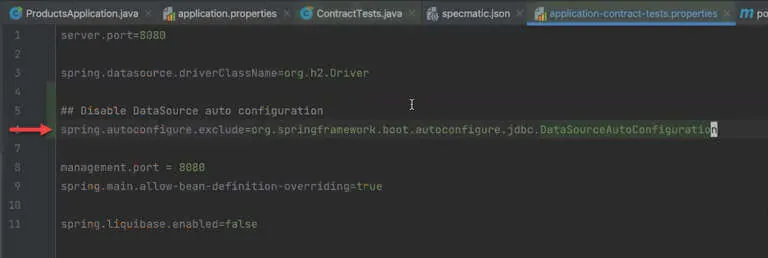 ProductsApplication.java application.properties ContractTests.java specmatic.json application-contract-tests.properties po
1 server.port=8080
2
3 spring.datasource.driverClassName=org.h2.Driver
4
5 ## Disable DataSource auto configuration
spring.autoconfigure.exclude=org.springframework.boot.autoconfigure.jdbc.DataSourceAutoConfiguration
7
8 management.port = 8080
9 spring.main.allow-bean-definition-overriding=true
10
11 spring.liquibase.enabled=false